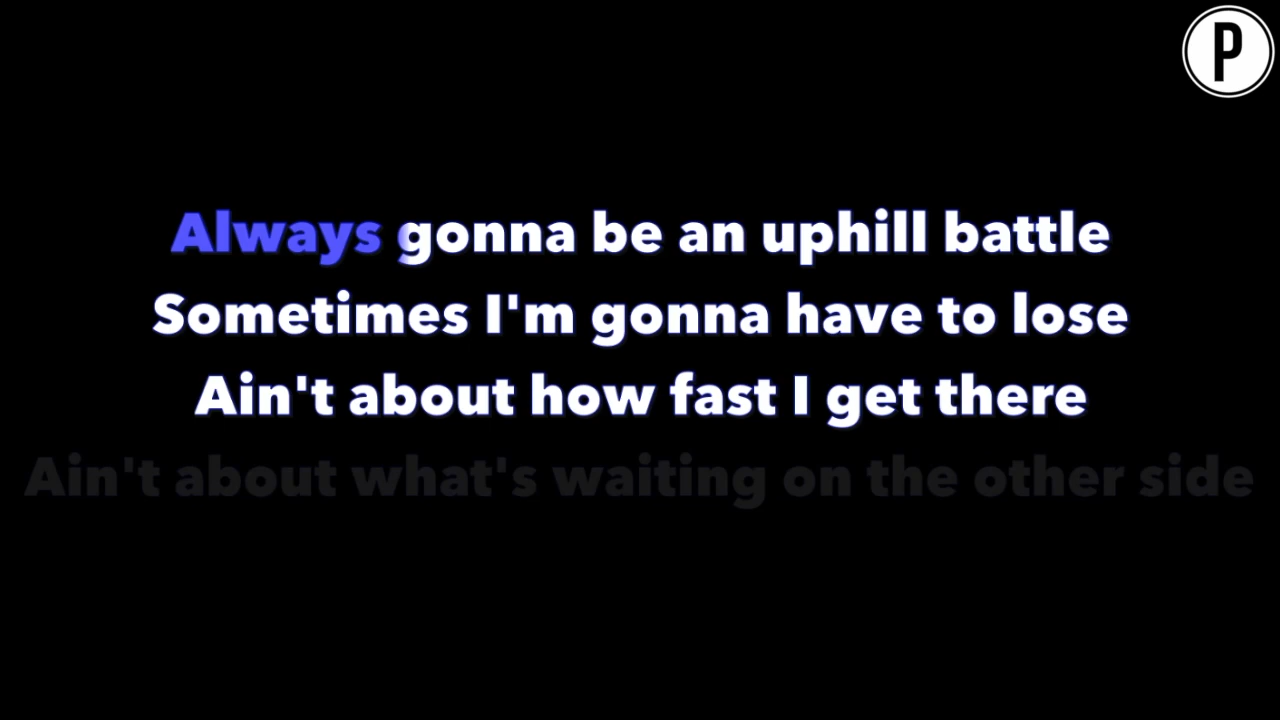 P
Always gonna be an uphill battle
Sometimes I'm gonna have to lose
Ain't about how fast I get there
Ain't about what's waiting on the other side